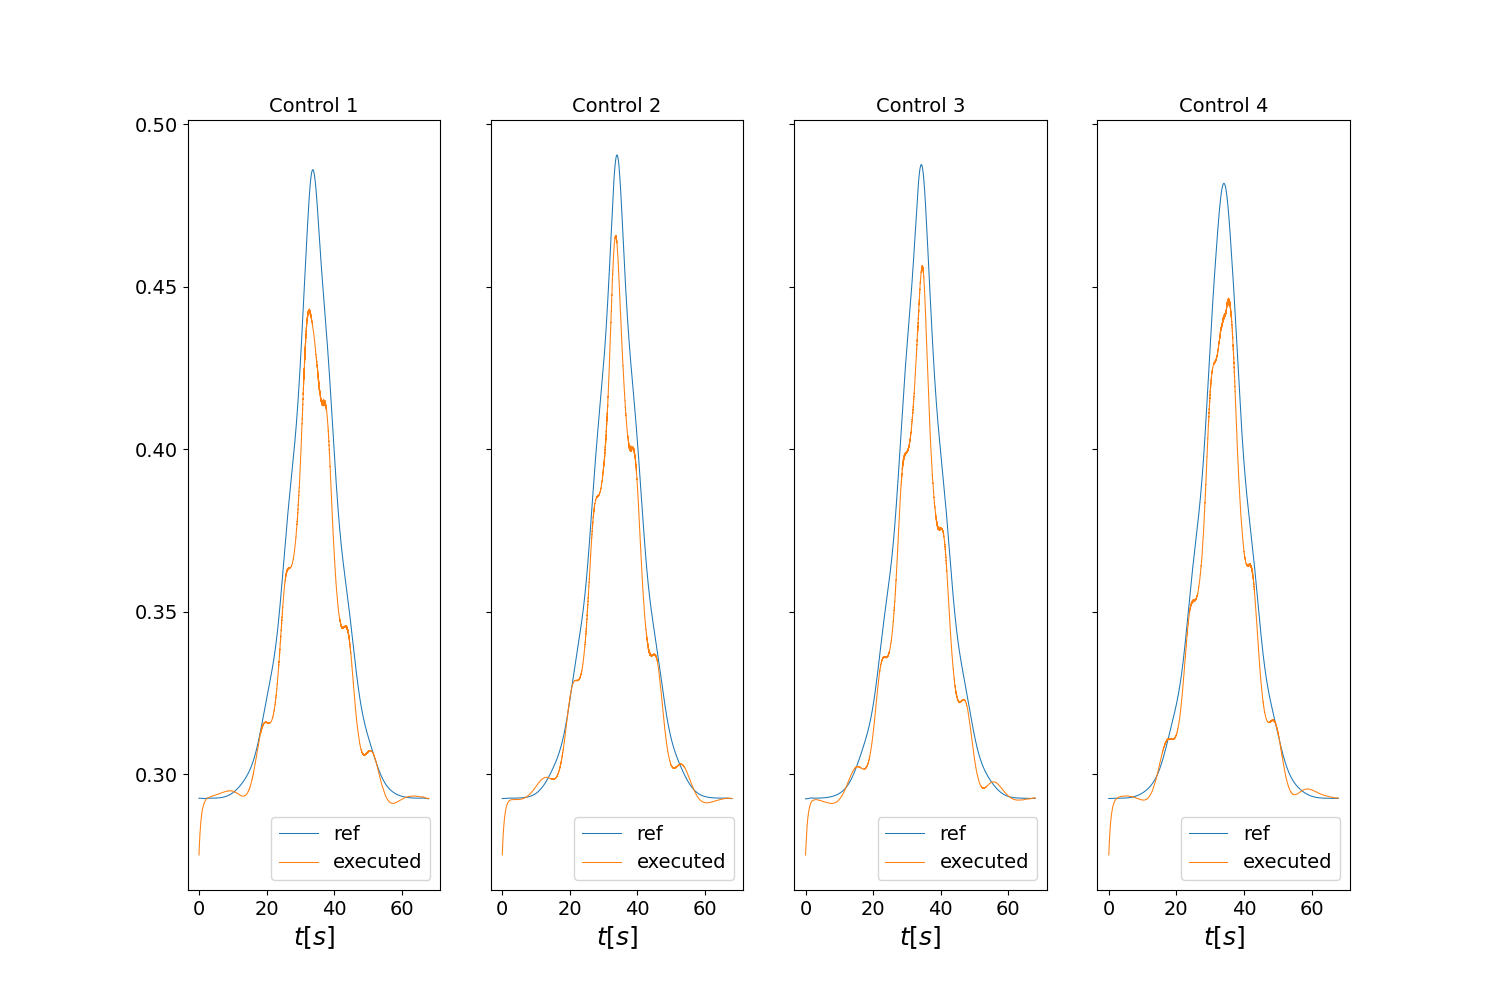 Control 1
Control 2
Control 3
Control 4
0.50
0.45
0.40
0.35
0.30
ref
executed
ref
executed
ref
executed
ref
executed
0 20 40 60
0 20 40 60
0 20 40 60
0 20 40 60
t[s]
t[s]
t[s]
t[s]